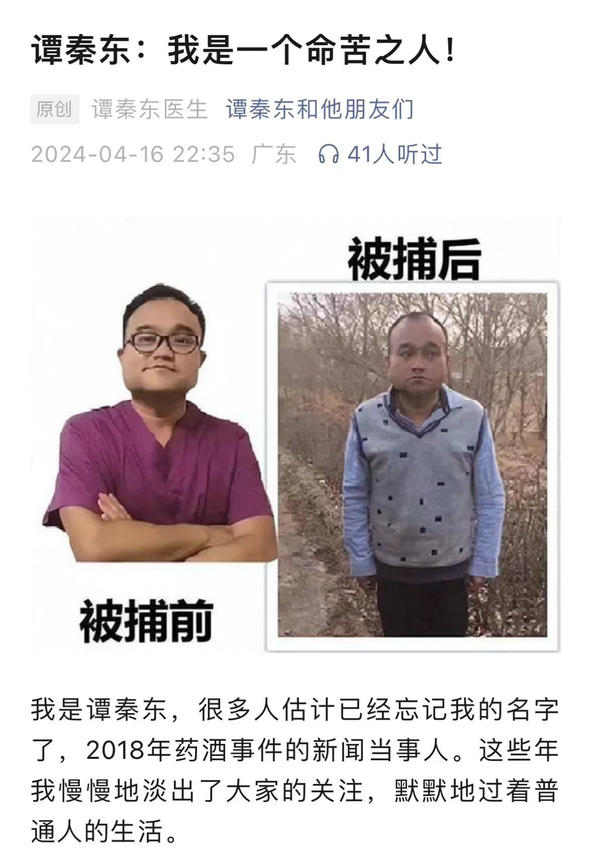 谭秦东：我是一个命苦之人！
原创 谭秦东医生 谭秦东和他朋友们
2024-04-16 22:35 广东 41人听过
被捕后
被捕前
我是谭秦东，很多人估计已经忘记我的名字
了，2018年药酒事件的新闻当事人。这些年
我慢慢地淡出了大家的关注，默默地过着普
通人的生活。